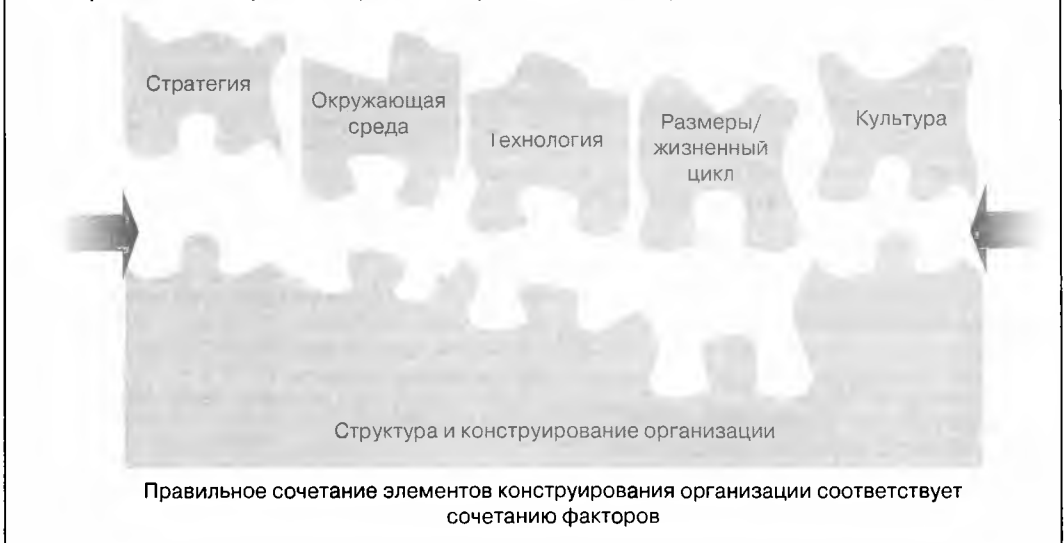 Стратегия
Окружающая
среда
Технология
Размеры/
жизненный
цикл
Культура
Структура и конструирование организации
Правильное сочетание элементов конструирования организации соответствует
сочетанию факторов